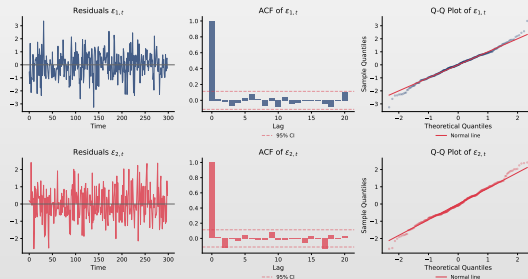 Residuals ε1,t
ACF of ε1,t
Q-Q Plot of ε1,t
3
2
1
0
−1
−2
−3
0 50 100 150 200 250 300
Time
1.0
0.8
0.6
0.4
0.2
0.0
0 5 10 15 20
Lag
95% CI
Sample Quantiles
3
2
1
0
−1
−2
−3
−2 −1 0 1 2
Theoretical Quantiles
Normal line
Residuals ε2,t
ACF of ε2,t
Q-Q Plot of ε2,t
2
1
0
−1
−2
0 50 100 150 200 250 300
Time
1.0
0.8
0.6
0.4
0.2
0.0
0 5 10 15 20
Lag
95% CI
Sample Quantiles
2
1
0
−1
−2
−2 −1 0 1 2
Theoretical Quantiles
Normal line